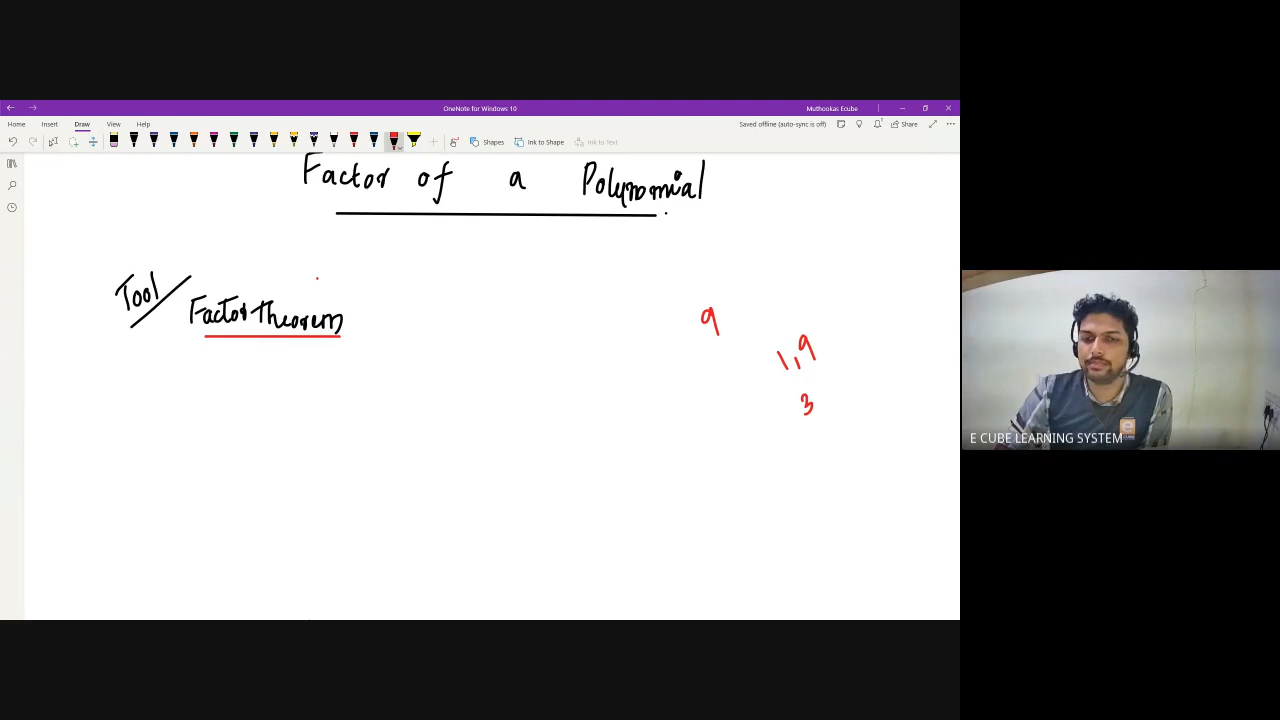 OneNote for Windows 10
Muthookas Ecube
Home Insert Draw View Help
Saved offline (auto-sync is off)
Share
Shapes
Ink to Shape
Ink to Text
Factor of a Polynomial
Tool
Factor Theorem
9
1, 9
3
E CUBE LEARNING SYSTEM